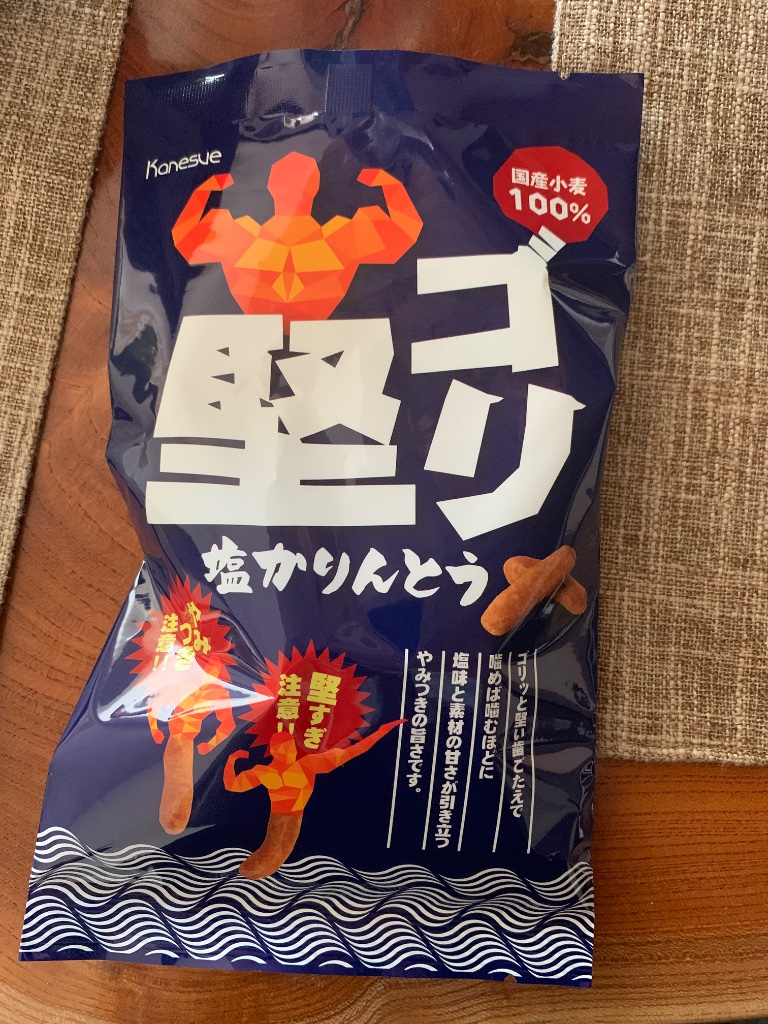 Kanesue
国産小麦
100%
ゴリ
堅
塩かりんとう
やみ
つき
注意!!
堅すぎ
注意!!
ゴリッと堅い歯ごたえで
噛めば噛むほどに
塩味と素材の甘さが引き立つ
やみつきの旨さです。